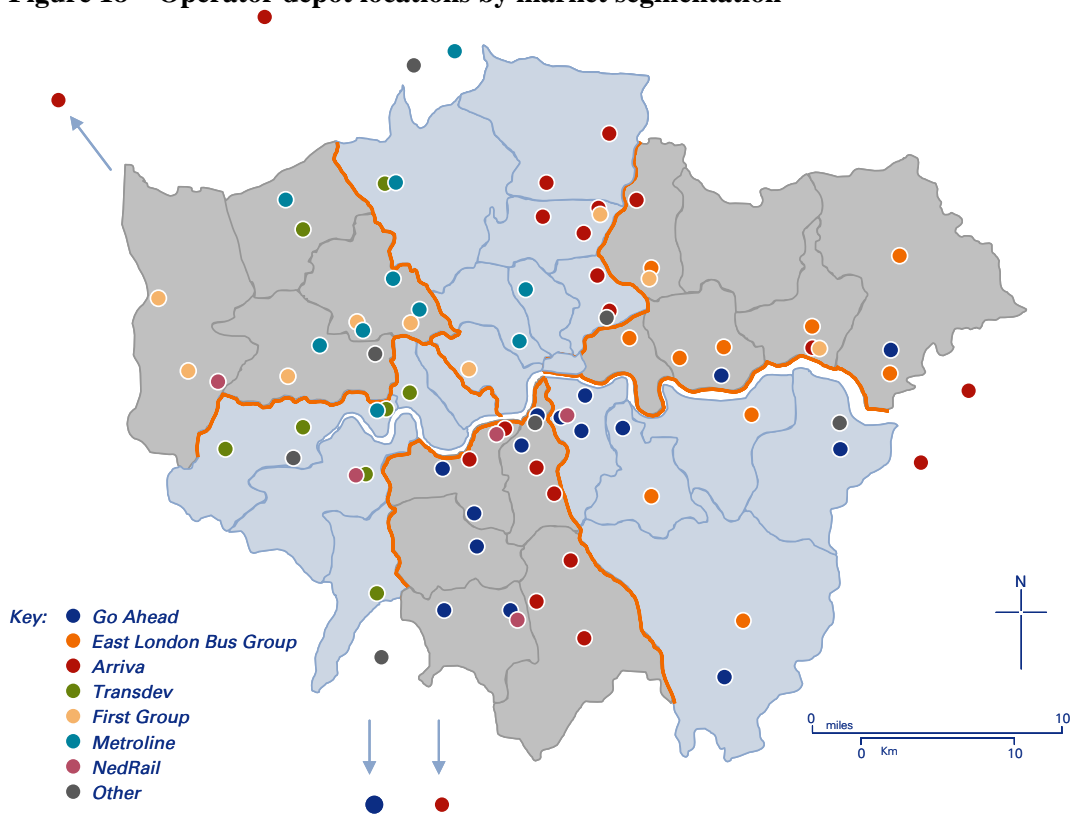 Figure 18 – Operator depot locations by market segmentation
N
Key: Go Ahead
East London Bus Group
Arriva
Transdev
First Group
Metroline
NedRail
Other
0 miles 10
0 Km 10